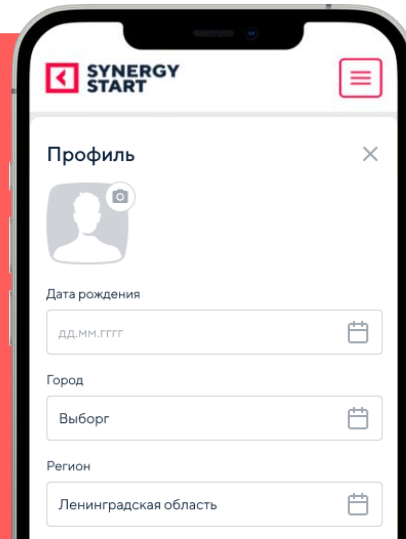 SYNERGY
START
Профиль
Дата рождения
дд.мм.гггг
Город
Выборг
Регион
Ленинградская область